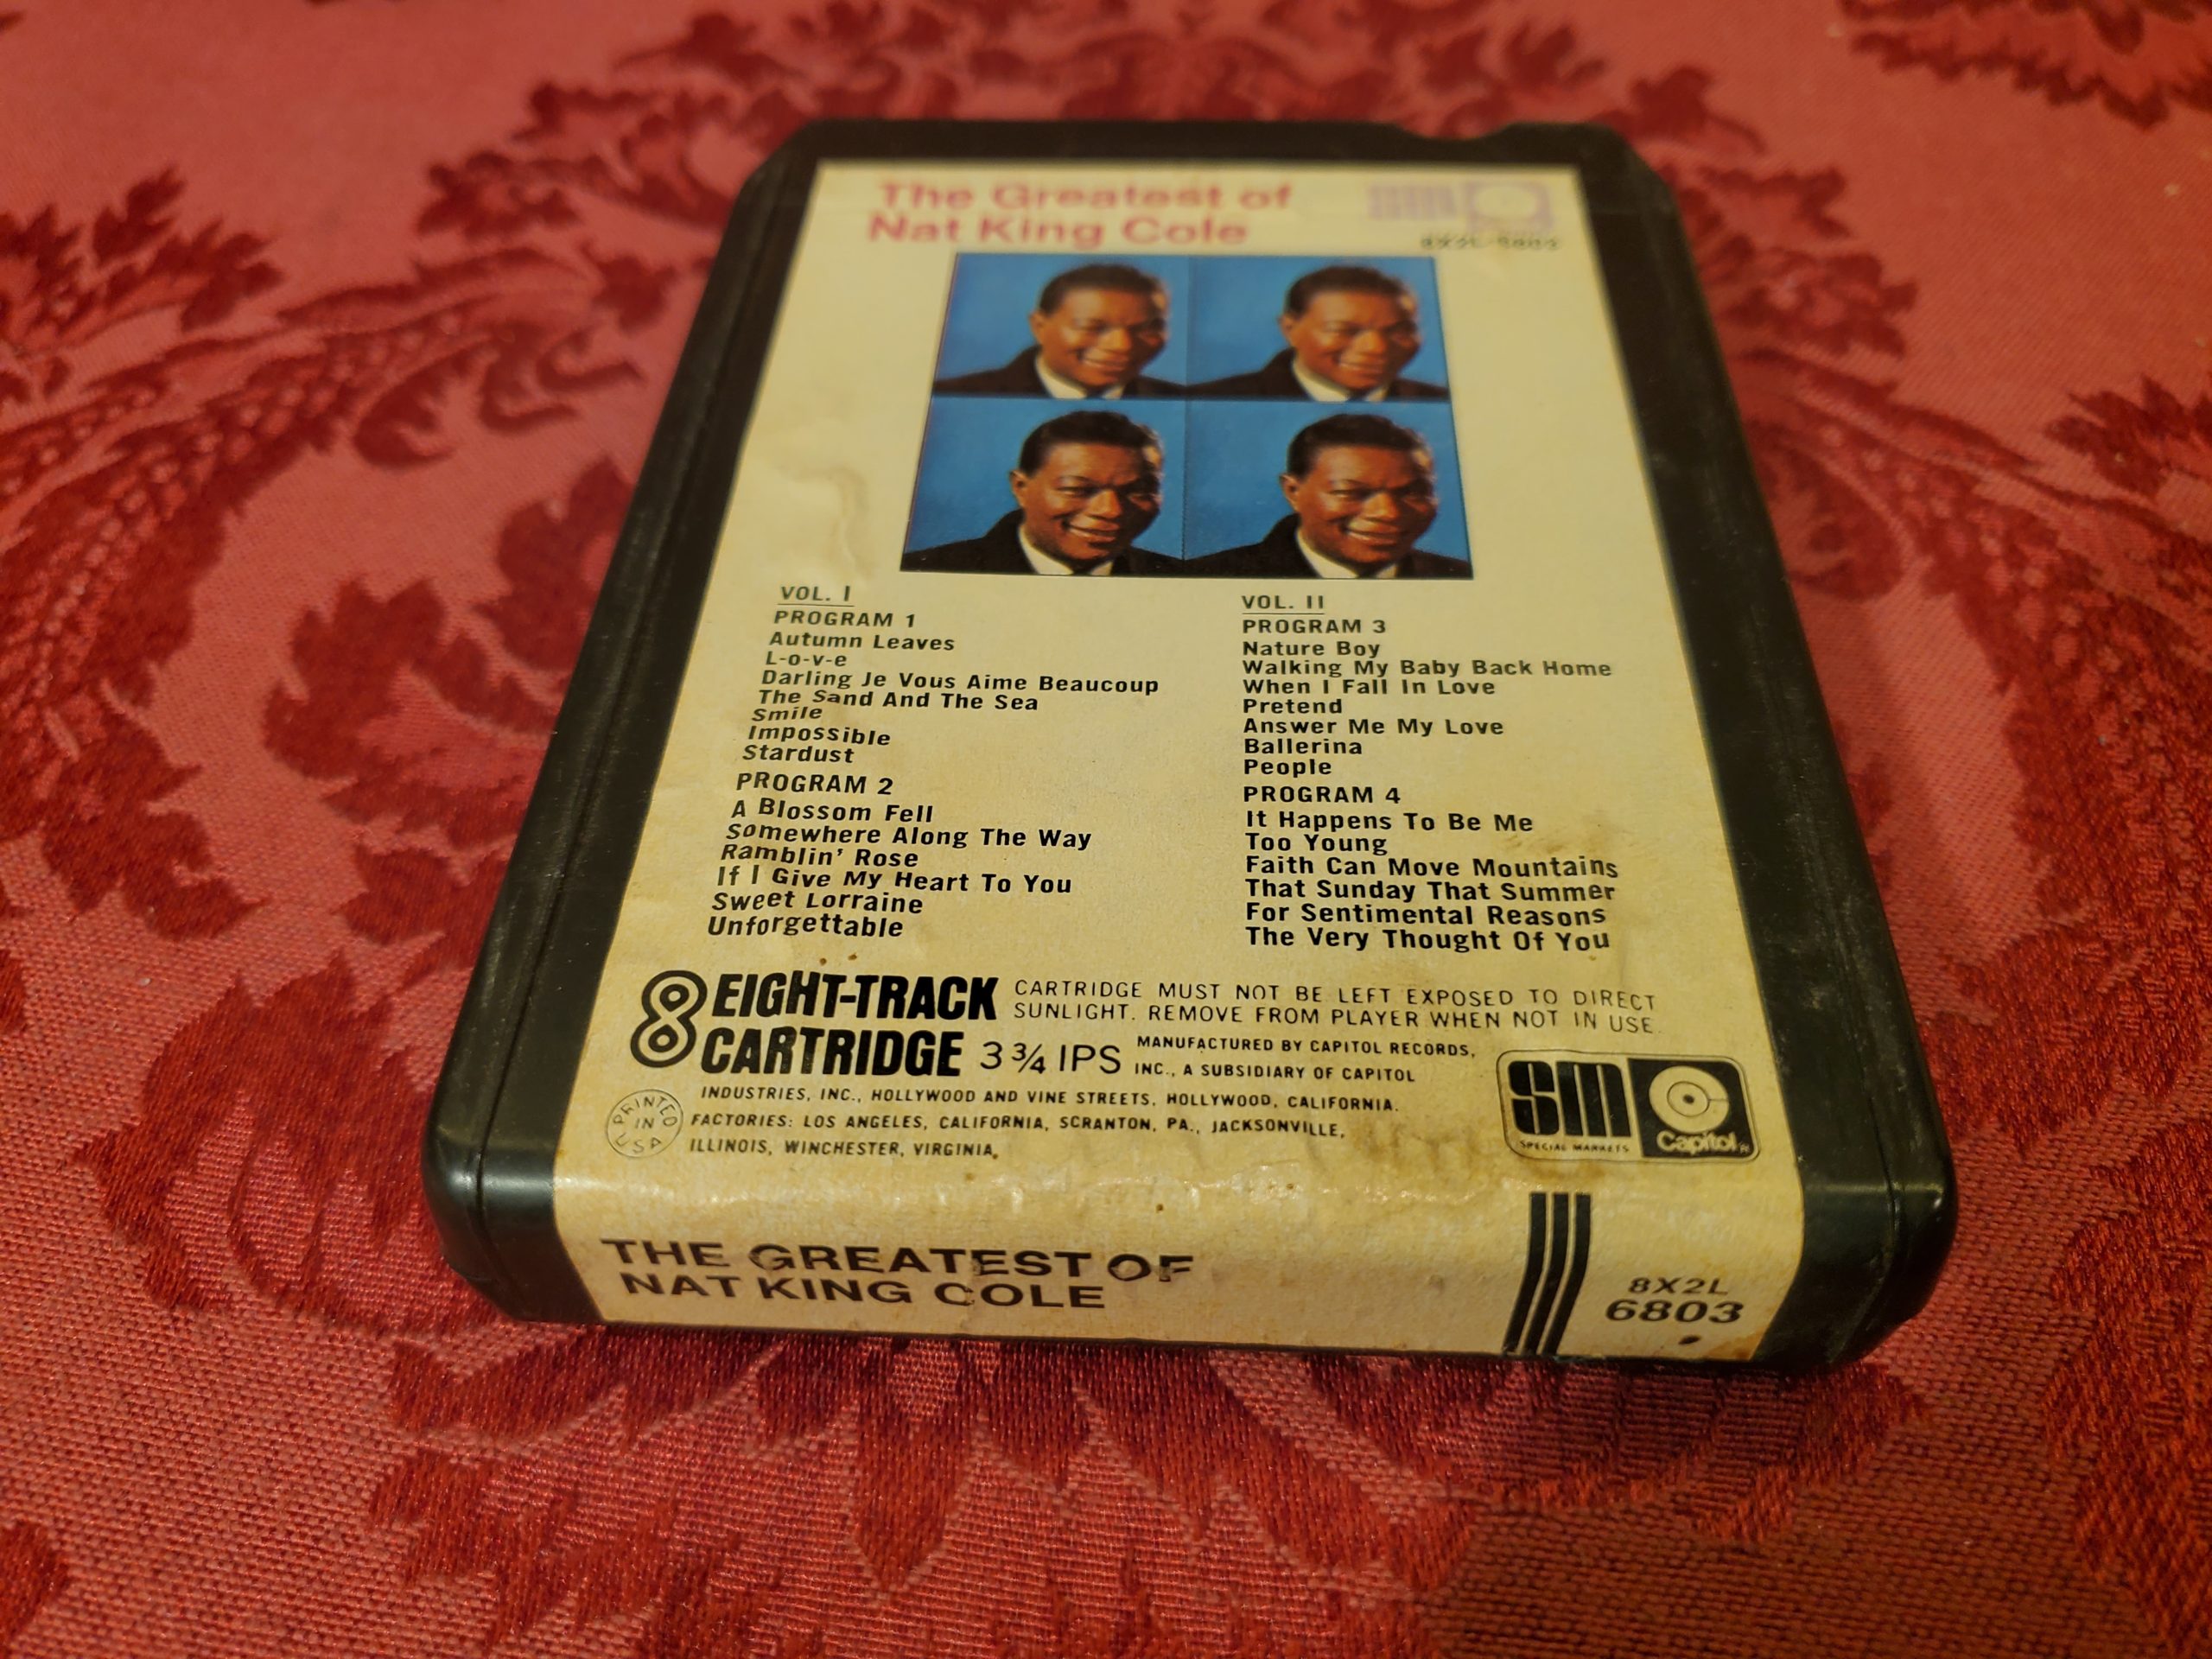 The Greatest of
Nat King Cole
SM
VOL. I
PROGRAM 1
Autumn Leaves
L-o-v-e
Darling Je Vous Aime Beaucoup
The Sand And The Sea
Smile
Impossible
Stardust
PROGRAM 2
A Blossom Fell
Somewhere Along The Way
Ramblin' Rose
If I Give My Heart To You
Sweet Lorraine
Unforgettable
VOL. II
PROGRAM 3
Nature Boy
Walking My Baby Back Home
When I Fall In Love
Pretend
Answer Me My Love
Ballerina
People
PROGRAM 4
It Happens To Be Me
Too Young
Faith Can Move Mountains
That Sunday That Summer
For Sentimental Reasons
The Very Thought Of You
8 EIGHT-TRACK
CARTRIDGE 3 3/4 IPS
CARTRIDGE MUST NOT BE LEFT EXPOSED TO DIRECT
SUNLIGHT. REMOVE FROM PLAYER WHEN NOT IN USE.
MANUFACTURED BY CAPITOL RECORDS,
INC., A SUBSIDIARY OF CAPITOL
INDUSTRIES, INC., HOLLYWOOD AND VINE STREETS, HOLLYWOOD, CALIFORNIA.
FACTORIES: LOS ANGELES, CALIFORNIA, SCRANTON, PA., JACKSONVILLE,
ILLINOIS, WINCHESTER, VIRGINIA.
PRINTED
IN
USA
SM
SPECIAL MARKETS
Capitol®
THE GREATEST OF
NAT KING COLE
8X2L
6803